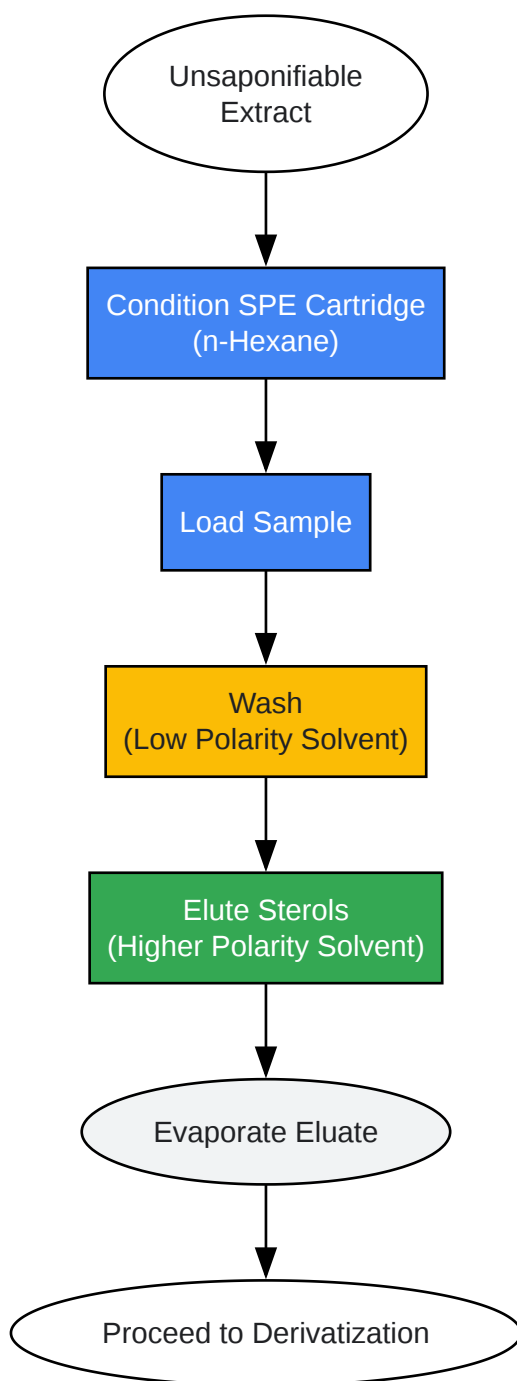 Unsaponifiable
Extract
Condition SPE Cartridge
(n-Hexane)
Load Sample
Wash
(Low Polarity Solvent)
Elute Sterols
(Higher Polarity Solvent)
Evaporate Eluate
Proceed to Derivatization